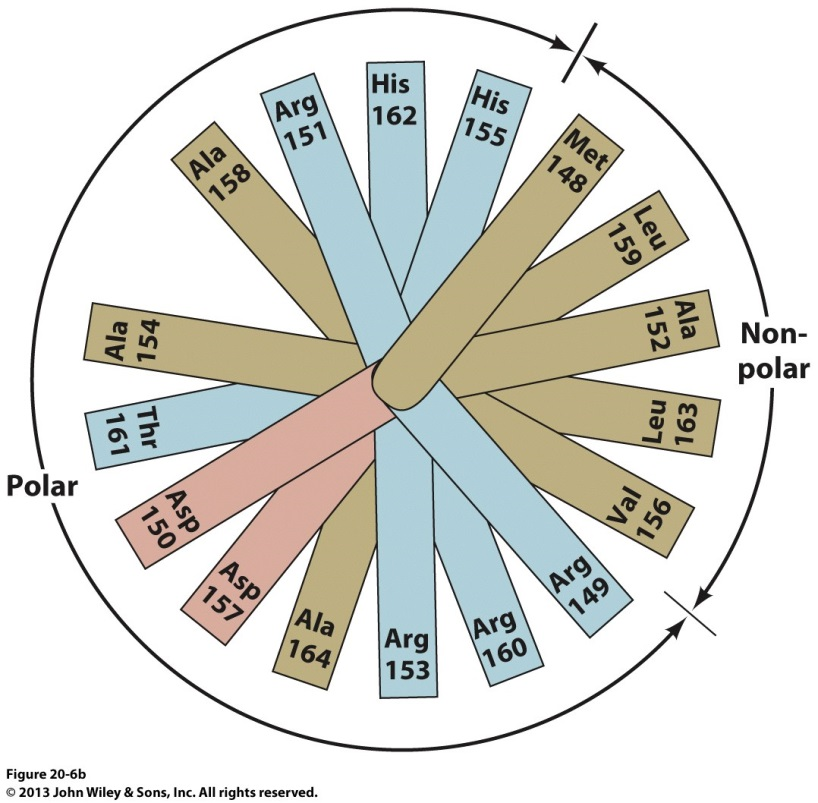 His
162
His
155
Met
148
Leu
159
Ala
152
Leu
163
Val
156
Arg
149
Arg
160
Arg
153
Ala
164
Asp
157
Asp
150
Thr
161
Ala
154
Ala
158
Arg
151
Non-
polar
Polar
Figure 20-6b
© 2013 John Wiley & Sons, Inc. All rights reserved.